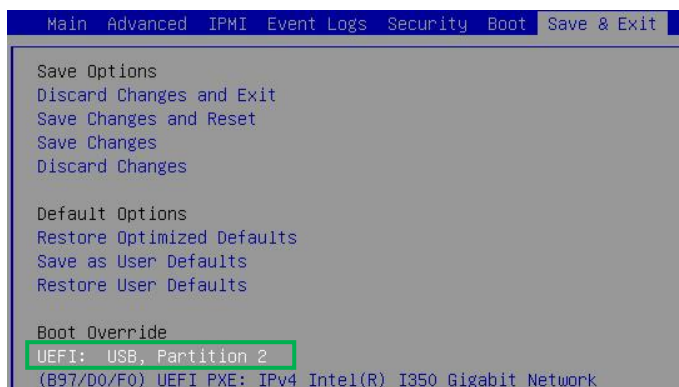 Main Advanced IPMI Event Logs Security Boot Save & Exit
Save Options
Discard Changes and Exit
Save Changes and Reset
Save Changes
Discard Changes
Default Options
Restore Optimized Defaults
Save as User Defaults
Restore User Defaults
Boot Override
UEFI: USB, Partition 2
(B97/D0/F0) UEFI PXE: IPv4 Intel(R) I350 Gigabit Network